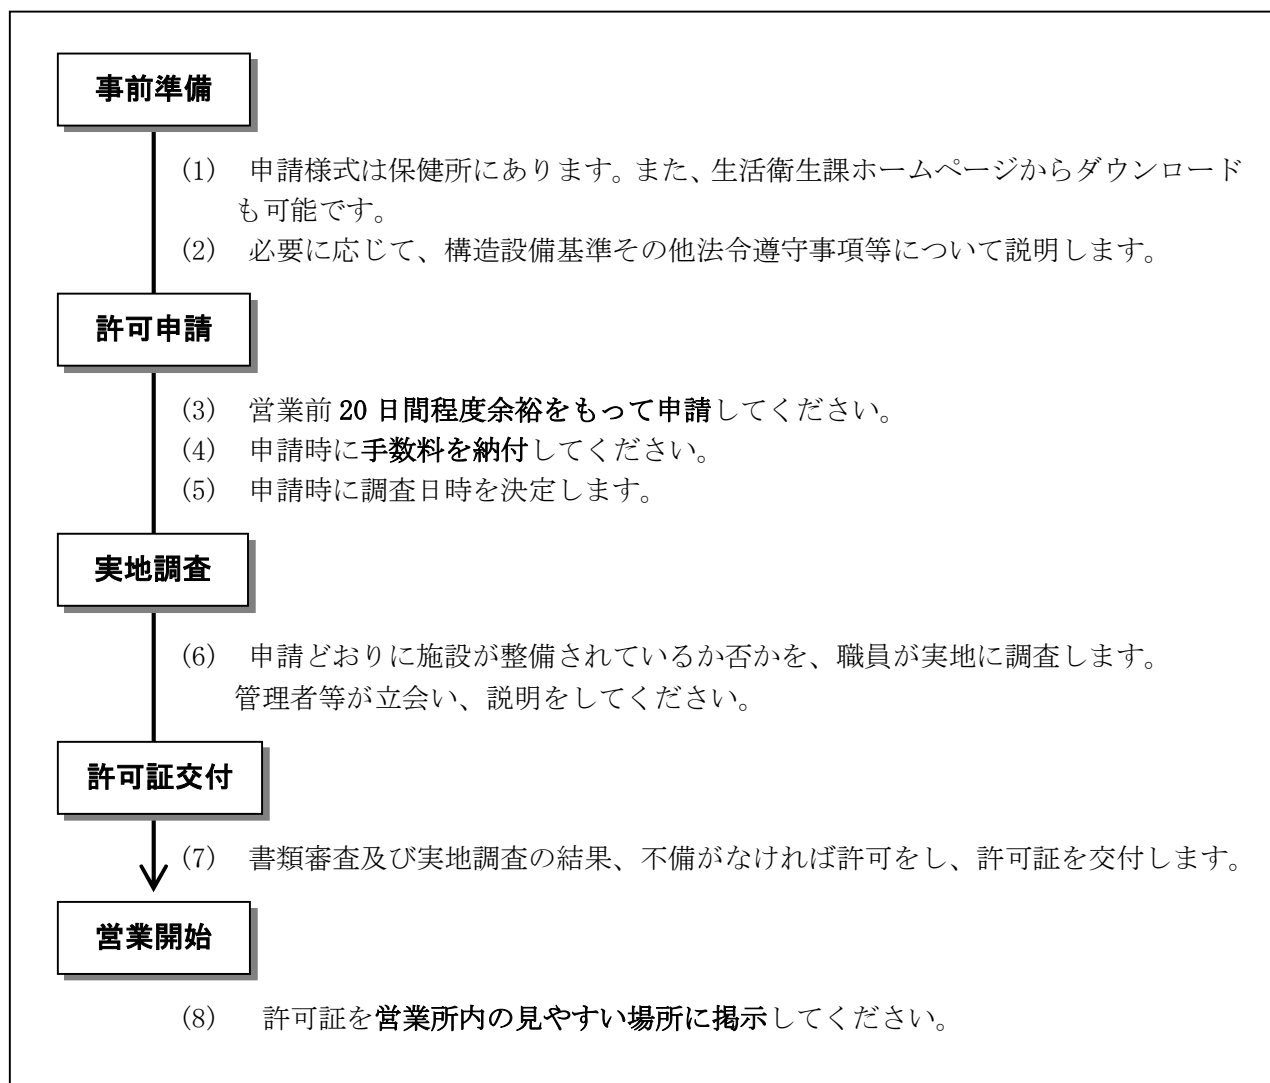 事前準備
(1) 申請様式は保健所にあります。また、生活衛生課ホームページからダウンロード
も可能です。
(2) 必要に応じて、構造設備基準その他法令遵守事項等について説明します。
許可申請
(3) 営業前 20 日間程度余裕をもって申請してください。
(4) 申請時に手数料を納付してください。
(5) 申請時に調査日時を決定します。
実地調査
(6) 申請どおりに施設が整備されているか否かを、職員が実地に調査します。
管理者等が立会い、説明をしてください。
許可証交付
(7) 書類審査及び実地調査の結果、不備がなければ許可をし、許可証を交付します。
営業開始
(8) 許可証を営業所内の見やすい場所に掲示してください。